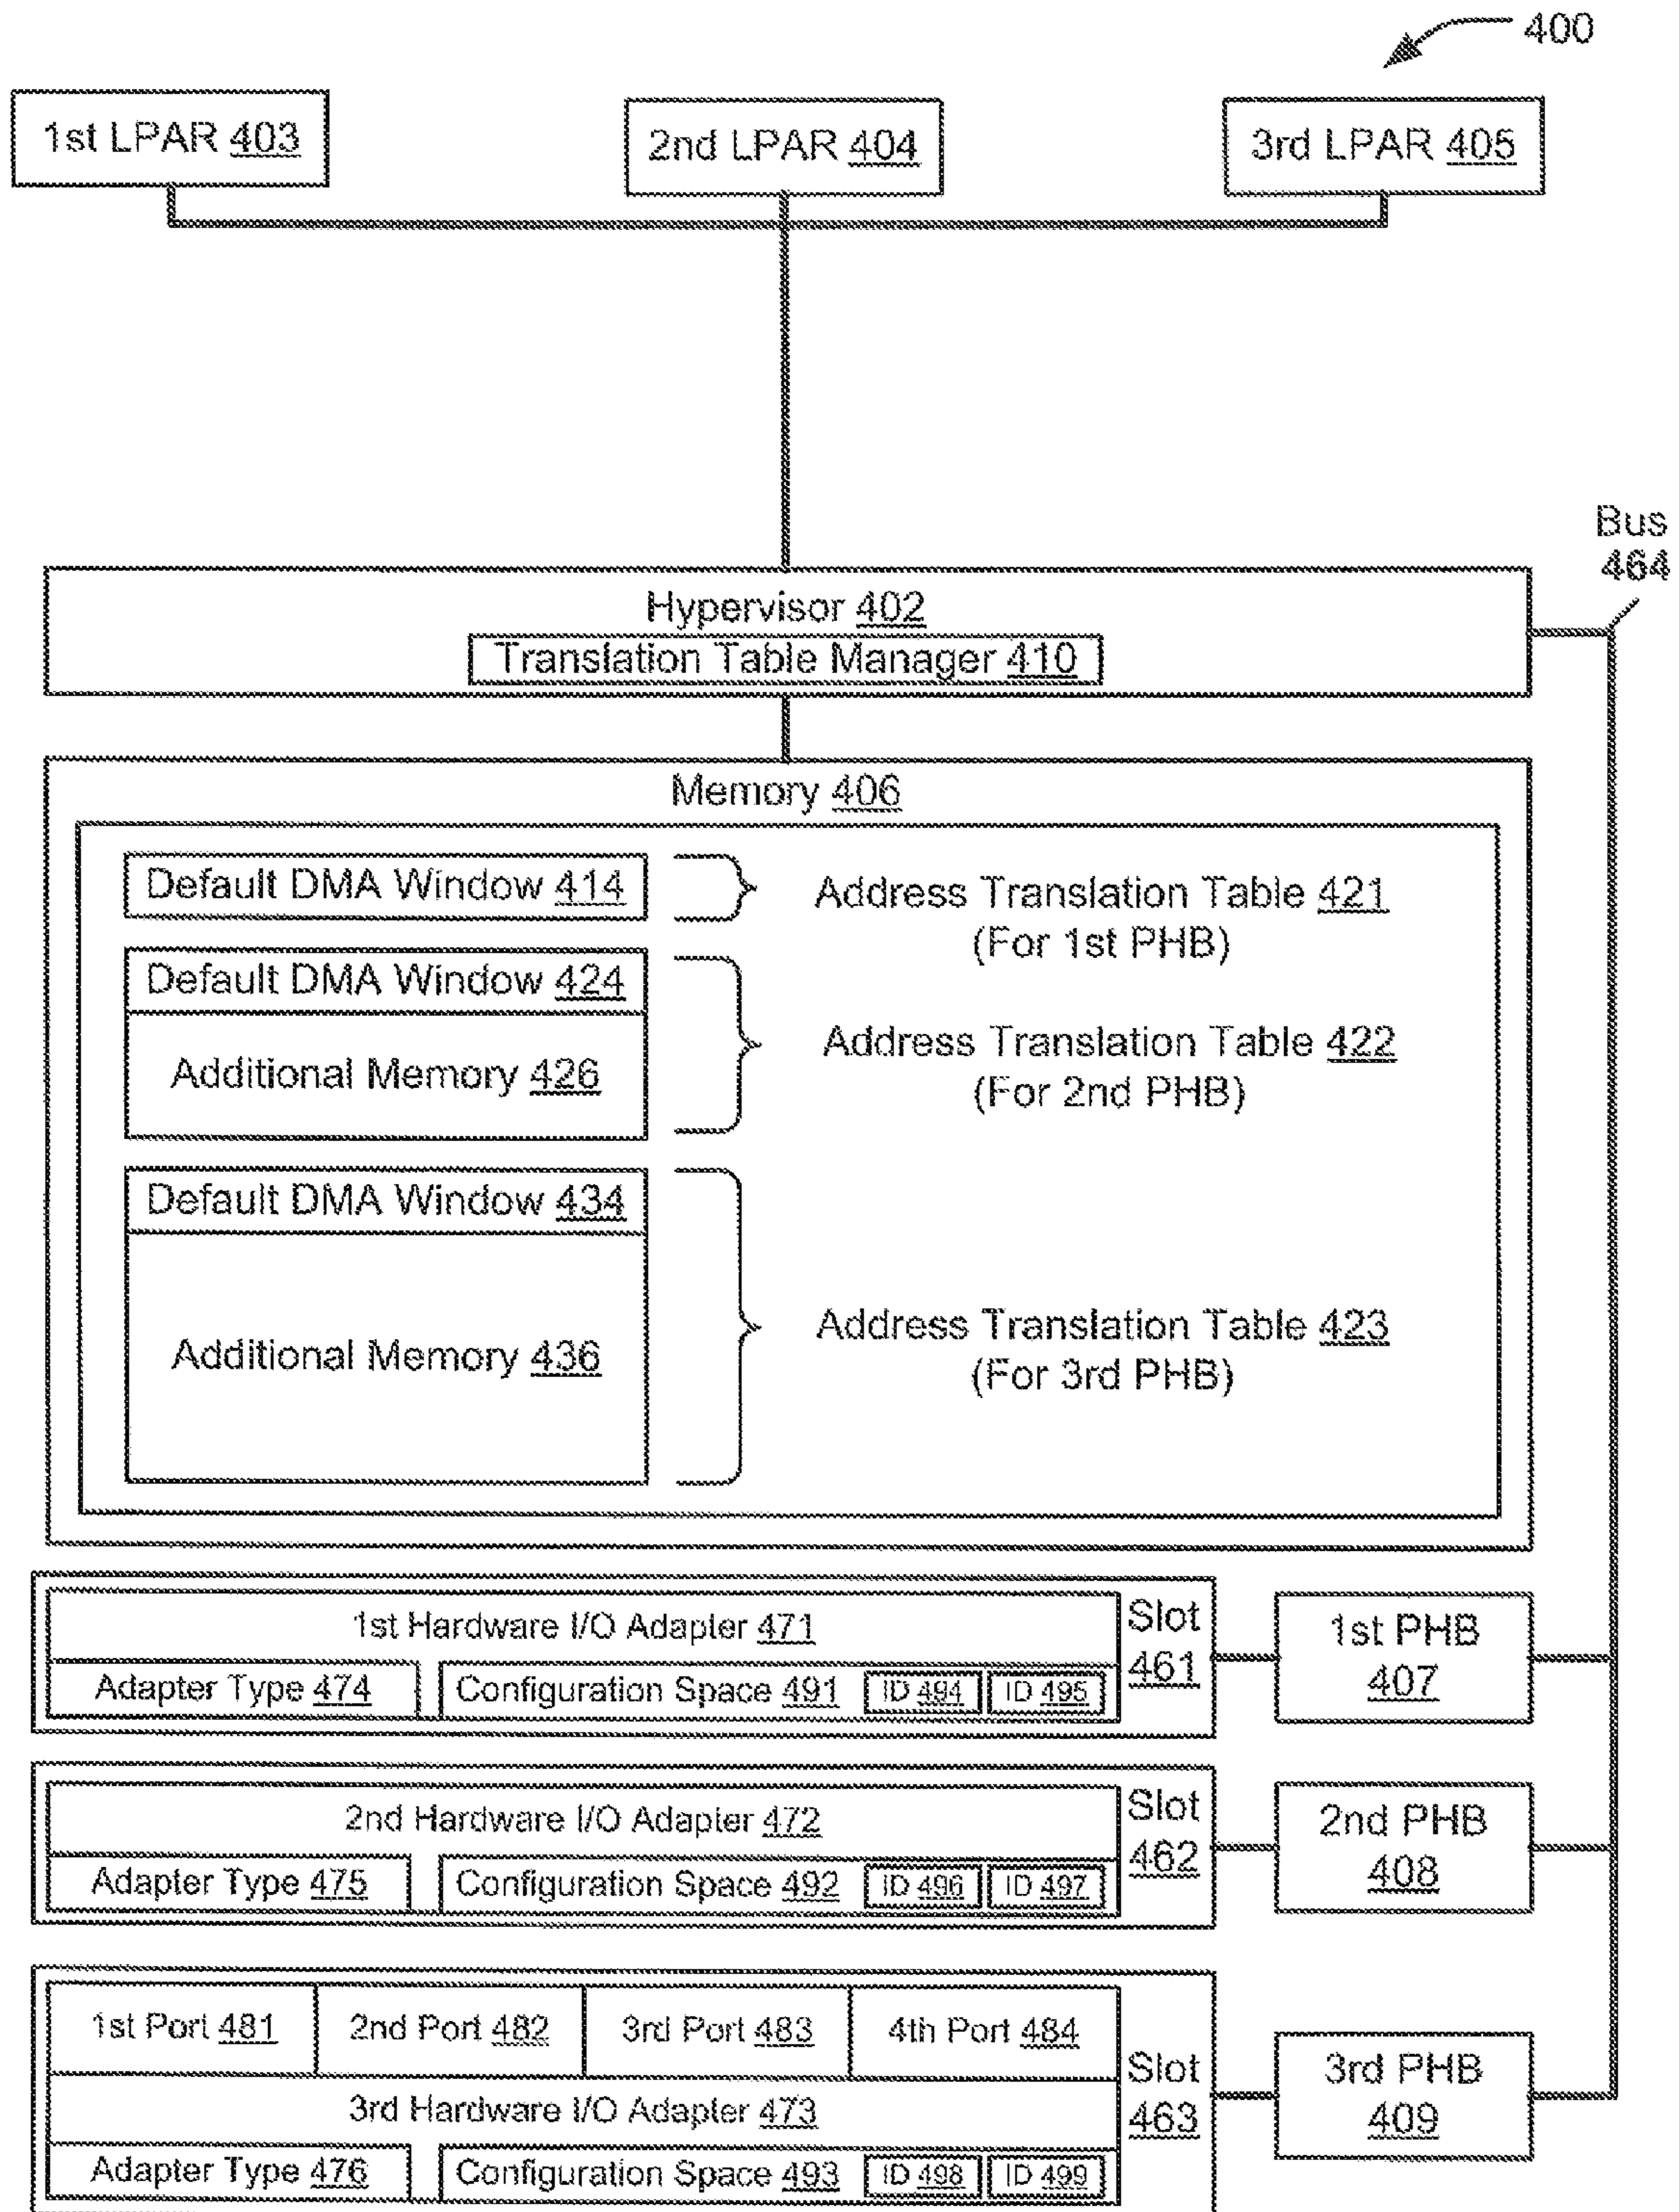 400
1st LPAR 403
2nd LPAR 404
3rd LPAR 405
Bus
464
Hypervisor 402
Translation Table Manager 410
Memory 406
Default DMA Window 414
Address Translation Table 421
(For 1st PHB)
Default DMA Window 424
Additional Memory 426
Address Translation Table 422
(For 2nd PHB)
Default DMA Window 434
Additional Memory 436
Address Translation Table 423
(For 3rd PHB)
1st Hardware I/O Adapter 471
Adapter Type 474
Configuration Space 491
ID 494
ID 495
Slot
461
1st PHB
407
2nd Hardware I/O Adapter 472
Adapter Type 475
Configuration Space 492
ID 496
ID 497
Slot
462
2nd PHB
408
1st Port 481
2nd Port 482
3rd Port 483
4th Port 484
3rd Hardware I/O Adapter 473
Adapter Type 476
Configuration Space 493
ID 498
ID 499
Slot
463
3rd PHB
409